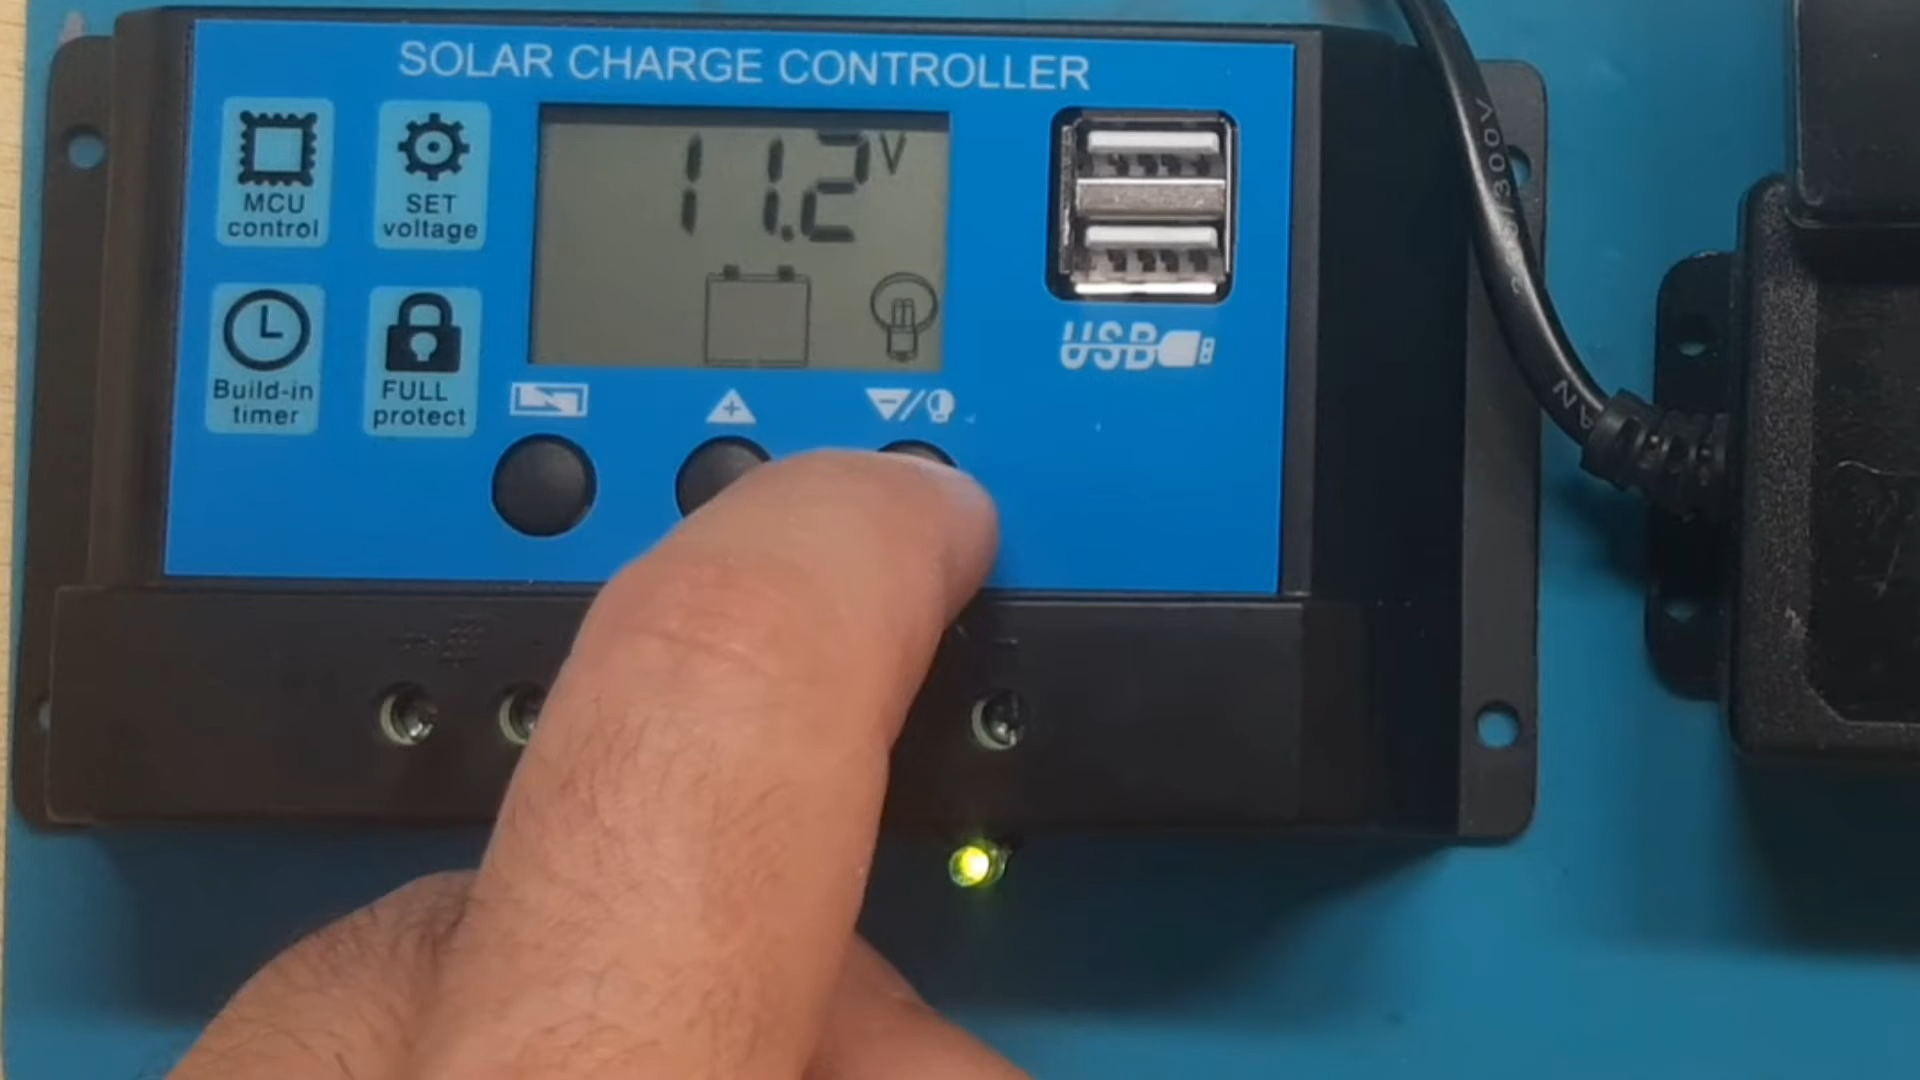 SOLAR CHARGE CONTROLLER
MCU
control
SET
voltage
11.2V
Build-in
timer
FULL
protect
+
−/
USB